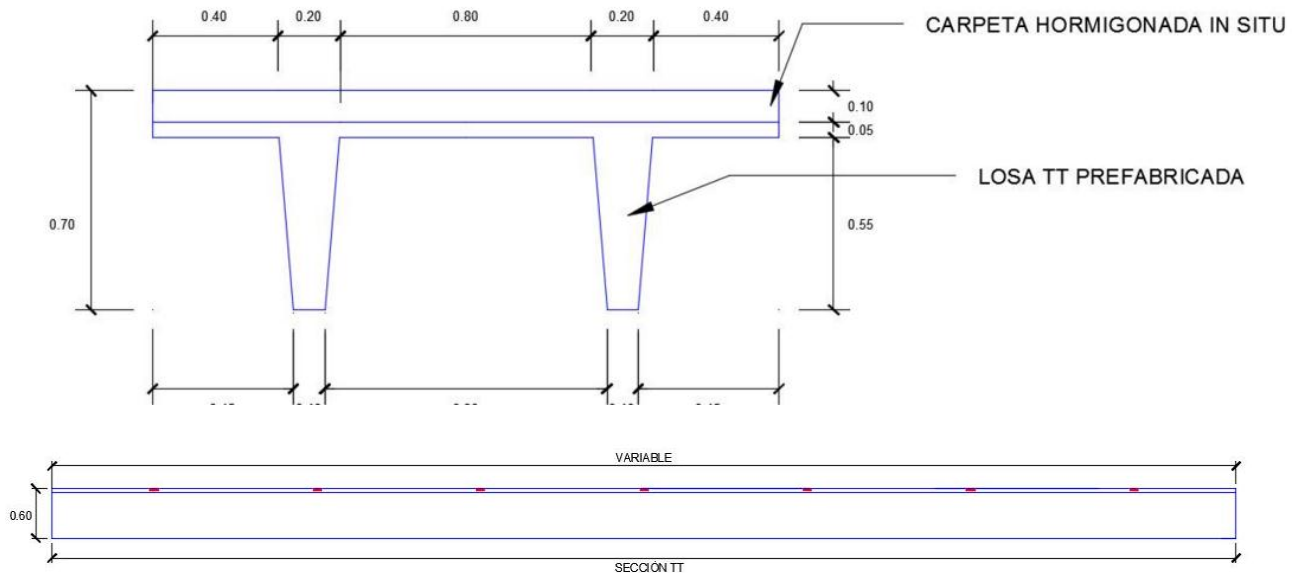 0.40 0.20 0.80 0.20 0.40
CARPETA HORMIGONADA IN SITU
0.10
0.05
LOSA TT PREFABRICADA
0.70
0.55
VARIABLE
0.60
SECCIÓN TT